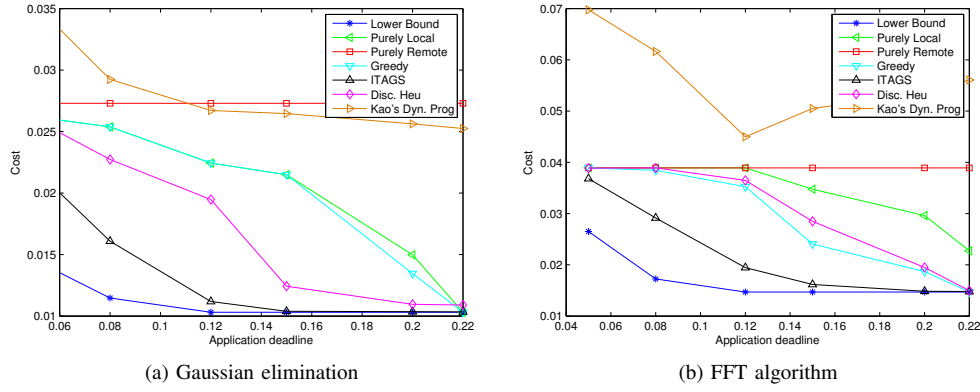 0.035
0.03
0.025
0.02
0.015
0.01
Cost
0.06 0.08 0.1 0.12 0.14 0.16 0.18 0.2 0.22
Application deadline
Lower Bound
Purely Local
Purely Remote
Greedy
ITAGS
Disc. Heu
Kao's Dyn. Prog
(a) Gaussian elimination
0.07
0.06
0.05
0.04
0.03
0.02
0.01
Cost
0.04 0.06 0.08 0.1 0.12 0.14 0.16 0.18 0.2 0.22
Application deadline
Lower Bound
Purely Local
Purely Remote
Greedy
ITAGS
Disc. Heu
Kao's Dyn. Prog
(b) FFT algorithm